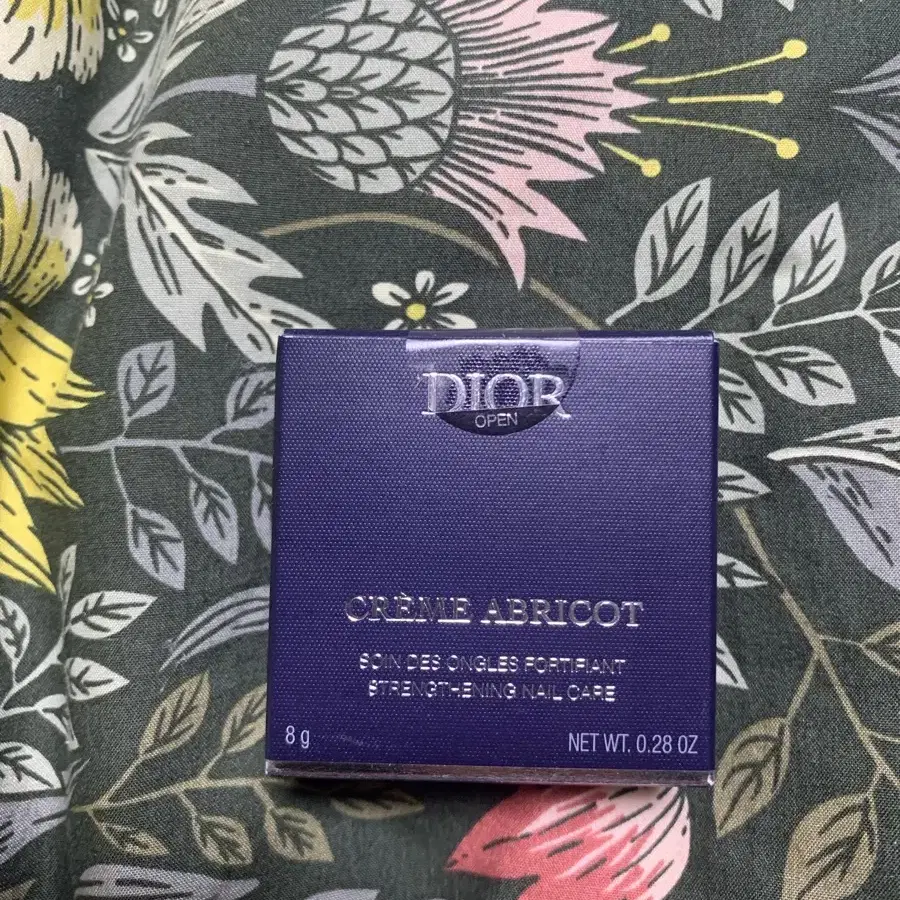 DIOR
OPEN
CRÈME ABRICOT
SOIN DES ONGLES FORTIFIANT
STRENGTHENING NAIL CARE
8 g
NET WT. 0.28 OZ